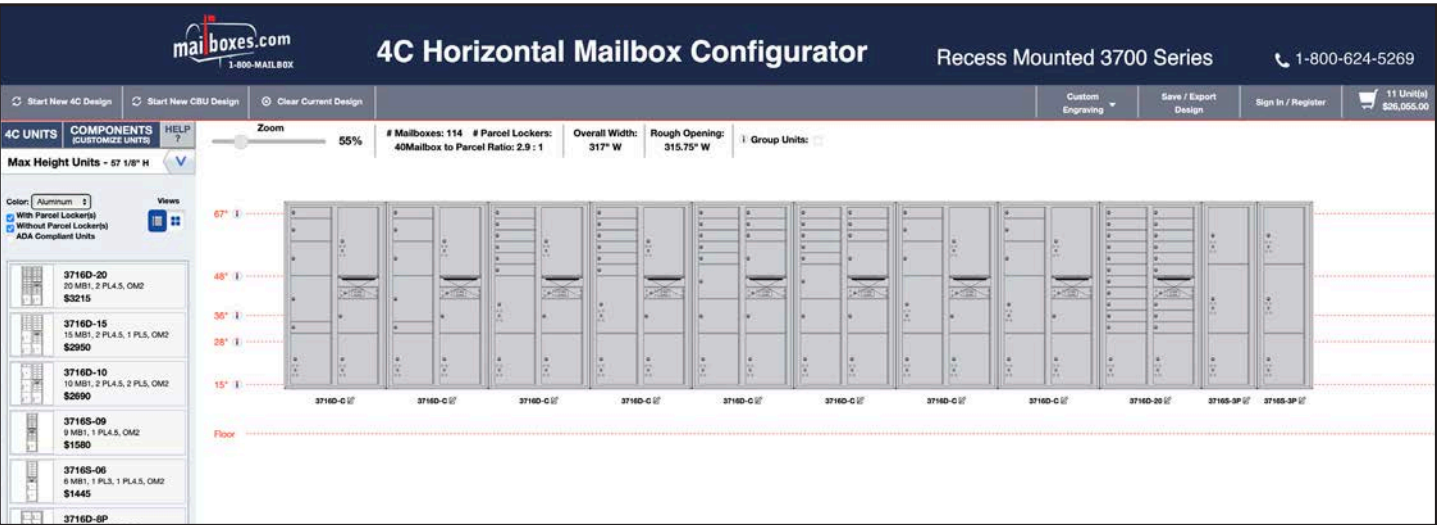 mailboxes.com
1-800-MAILBOX
4C Horizontal Mailbox Configurator
Recess Mounted 3700 Series
1-800-624-5269
Start New 4C Design
Start New CBU Design
Clear Current Design
Custom
Engraving
Save / Export
Design
Sign In / Register
11 Unit(s)
$26,055.00
4C UNITS
COMPONENTS
(CUSTOMIZE UNITS)
HELP
?
Zoom
55%
# Mailboxes: 114 # Parcel Lockers:
40Mailbox to Parcel Ratio: 2.9 : 1
Overall Width:
317" W
Rough Opening:
315.75" W
Group Units:
Max Height Units - 57 1/8" H
Color: Aluminum
Views
With Parcel Locker(s)
Without Parcel Locker(s)
ADA Compliant Units
3716D-20
20 MB1, 2 PL4.5, OM2
$3215
3716D-15
15 MB1, 2 PL4.5, 1 PL5, OM2
$2950
3716D-10
10 MB1, 2 PL4.5, 2 PL5, OM2
$2690
3716S-09
9 MB1, 1 PL4.5, OM2
$1580
3716S-06
6 MB1, 1 PL3, 1 PL4.5, OM2
$1445
3716D-8P
67"
48"
36"
28"
15"
Floor
3716D-C 3716D-C 3716D-C 3716D-C 3716D-C 3716D-C 3716D-C 3716D-C 3716D-20 3716S-3P 3716S-3P